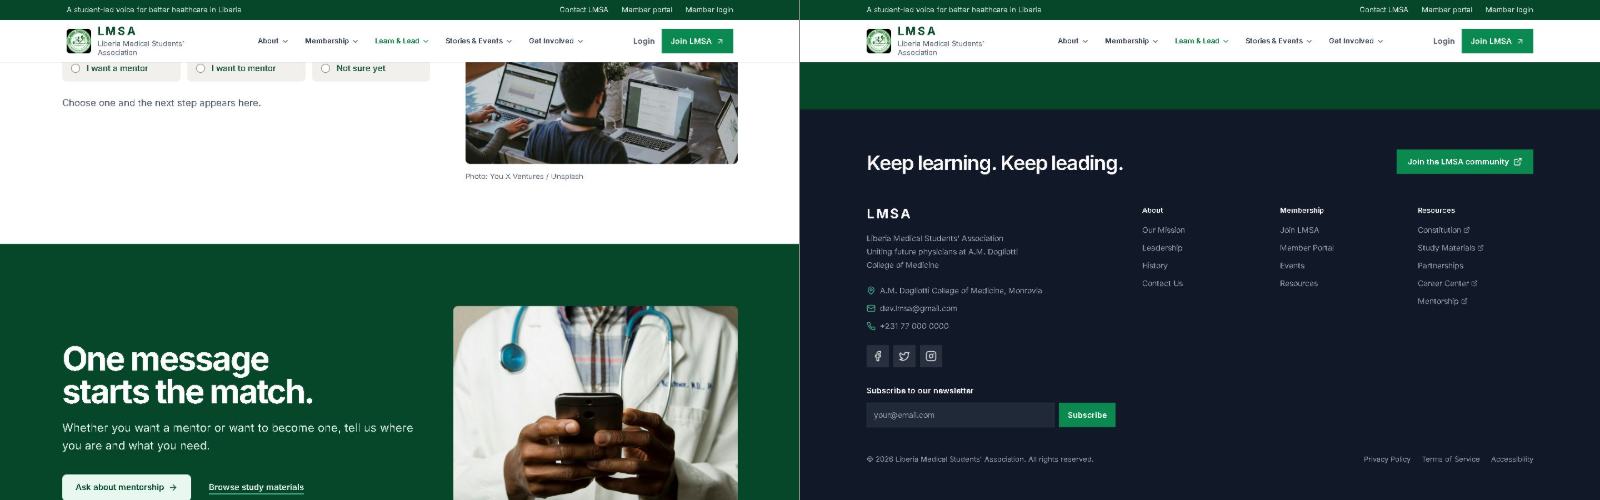 A student-led voice for better healthcare in Liberia
Contact LMSA
Member portal
Member login
LMSA
Liberia Medical Students'
Association
About
Membership
Learn & Lead
Stories & Events
Get Involved
Login
Join LMSA
I want a mentor
I want to mentor
Not sure yet
Choose one and the next step appears here.
Photo: You X Ventures / Unsplash
One message
starts the match.
Whether you want a mentor or want to become one, tell us where
you are and what you need.
Ask about mentorship
Browse study materials
A student-led voice for better healthcare in Liberia
Contact LMSA
Member portal
Member login
LMSA
Liberia Medical Students'
Association
About
Membership
Learn & Lead
Stories & Events
Get Involved
Login
Join LMSA
Keep learning. Keep leading.
Join the LMSA community
LMSA
Liberia Medical Students' Association
Uniting future physicians at A.M. Dogliotti
College of Medicine
A.M. Dogliotti College of Medicine, Monrovia
dev.lmsa@gmail.com
+231 77 000 0000
About
Our Mission
Leadership
History
Contact Us
Membership
Join LMSA
Member Portal
Events
Resources
Resources
Constitution
Study Materials
Partnerships
Career Center
Mentorship
Subscribe to our newsletter
your@email.com
Subscribe
© 2026 Liberia Medical Students' Association. All rights reserved.
Privacy Policy
Terms of Service
Accessibility